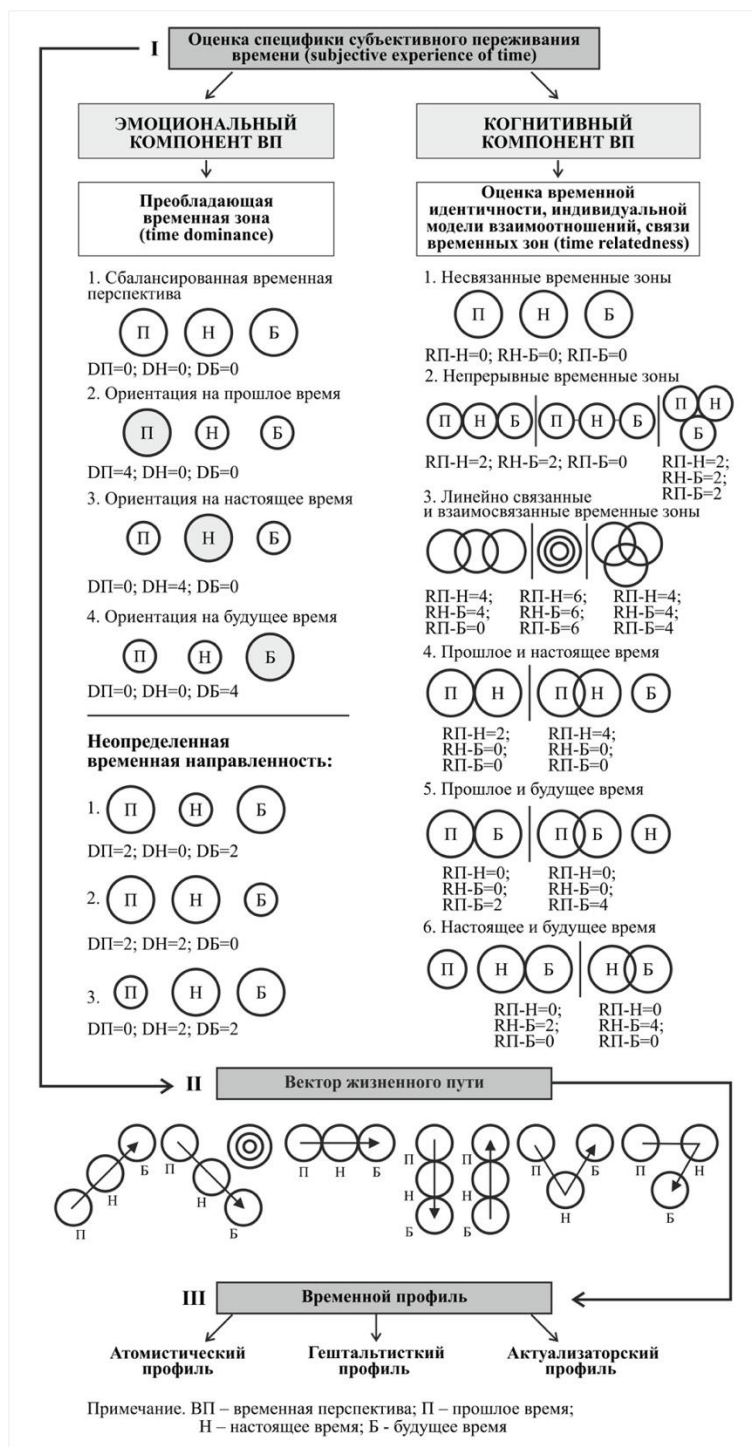 I
Оценка специфики субъективного переживания
времени (subjective experience of time)
ЭМОЦИОНАЛЬНЫЙ
КОМПОНЕНТ ВП
Преобладающая
временная зона
(time dominance)
1. Сбалансированная временная
перспектива
П Н Б
DП=0; DН=0; DБ=0
2. Ориентация на прошлое время
П Н Б
DП=4; DН=0; DБ=0
3. Ориентация на настоящее время
П Н Б
DП=0; DН=4; DБ=0
4. Ориентация на будущее время
П Н Б
DП=0; DН=0; DБ=4
Неопределенная
временная направленность:
1. П Н Б
DП=2; DН=0; DБ=2
2. П Н Б
DП=2; DН=2; DБ=0
3. П Н Б
DП=0; DН=2; DБ=2
КОГНИТИВНЫЙ
КОМПОНЕНТ ВП
Оценка временной
идентичности, индивидуальной
модели взаимоотношений, связи
временных зон (time relatedness)
1. Несвязанные временные зоны
П Н Б
RП-Н=0; RН-Б=0; RП-Б=0
2. Непрерывные временные зоны
П Н Б П Н Б П Н
Б
RП-Н=2; RН-Б=2; RП-Б=0
RП-Н=2;
RН-Б=2;
RП-Б=2
3. Линейно связанные
и взаимосвязанные временные зоны
RП-Н=4; RП-Н=6; RП-Н=4;
RН-Б=4; RН-Б=6; RН-Б=4;
RП-Б=0 RП-Б=6 RП-Б=4
4. Прошлое и настоящее время
П Н П Н Б
RП-Н=2; RП-Н=4;
RН-Б=0; RН-Б=0;
RП-Б=0 RП-Б=0
5. Прошлое и будущее время
П Б П Б Н
RП-Н=0; RП-Н=0;
RН-Б=0; RН-Б=0;
RП-Б=2 RП-Б=4
6. Настоящее и будущее время
П Н Б Н Б
RП-Н=0; RП-Н=0
RН-Б=2; RН-Б=4;
RП-Б=0 RП-Б=0
II
Вектор жизненного пути
П Н Б
П Н Б
П Н Б
П Н Б
П Н Б
П Н Б
П Н Б
III
Временной профиль
Атомистический
профиль
Гештальтисткий
профиль
Актуализаторский
профиль
Примечание. ВП – временная перспектива; П – прошлое время;
Н – настоящее время; Б - будущее время